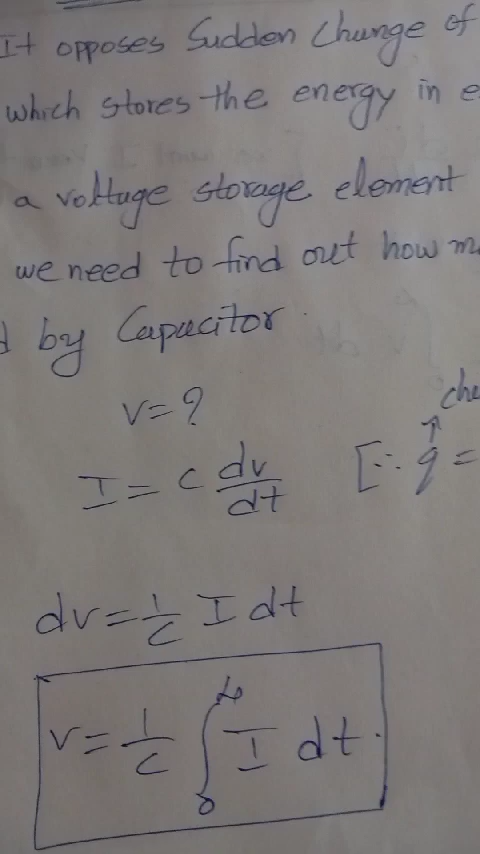 It opposes Sudden Change of
which stores the energy in
a voltage storage element
we need to find out how
by Capacitor.
V=?
I = C dv/dt [∵ q =
dv = 1/C I dt
V = 1/C ∫ I dt.